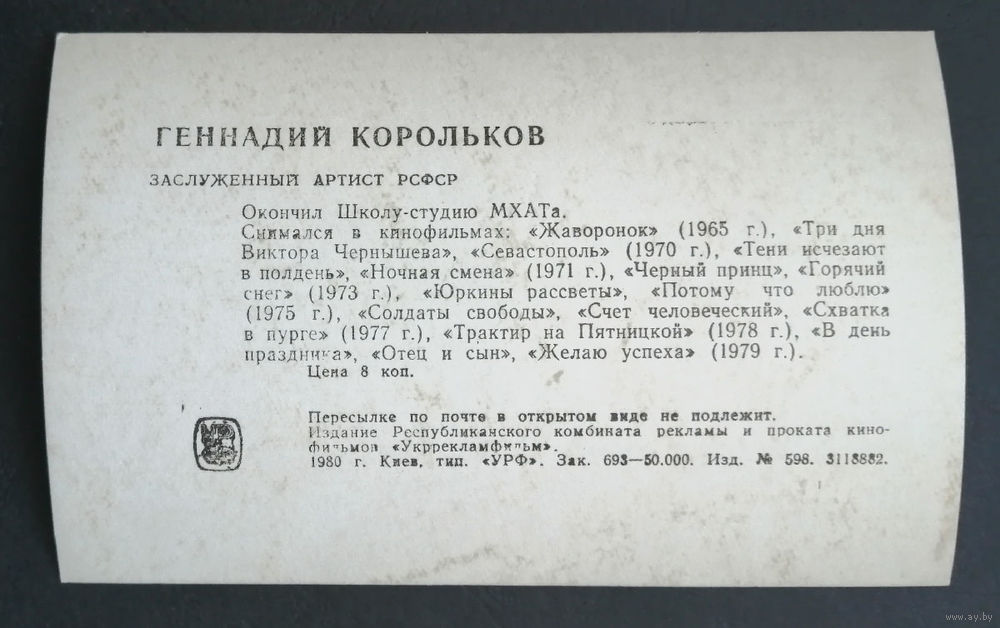 ГЕННАДИЙ КОРОЛЬКОВ
ЗАСЛУЖЕННЫЙ АРТИСТ РСФСР
Окончил Школу-студию МХАТа.
Снимался в кинофильмах: «Жаворонок» (1965 г.), «Три дня
Виктора Чернышева», «Севастополь» (1970 г.), «Тени исчезают
в полдень», «Ночная смена» (1971 г.), «Черный принц», «Горячий
снег» (1973 г.), «Юркины рассветы», «Потому что люблю»
(1975 г.), «Солдаты свободы», «Счет человеческий», «Схватка
в пурге» (1977 г.), «Трактир на Пятницкой» (1978 г.), «В день
праздника», «Отец и сын», «Желаю успеха» (1979 г.).
Цена 8 коп.
Пересылке по почте в открытом виде не подлежит.
Издание Республиканского комбината рекламы и проката кино-
фильмов «Укррекламфильм».
1980 г. Киев, тип. «УРФ». Зак. 693—50.000. Изд. № 598. 3118882.
www.ay.by